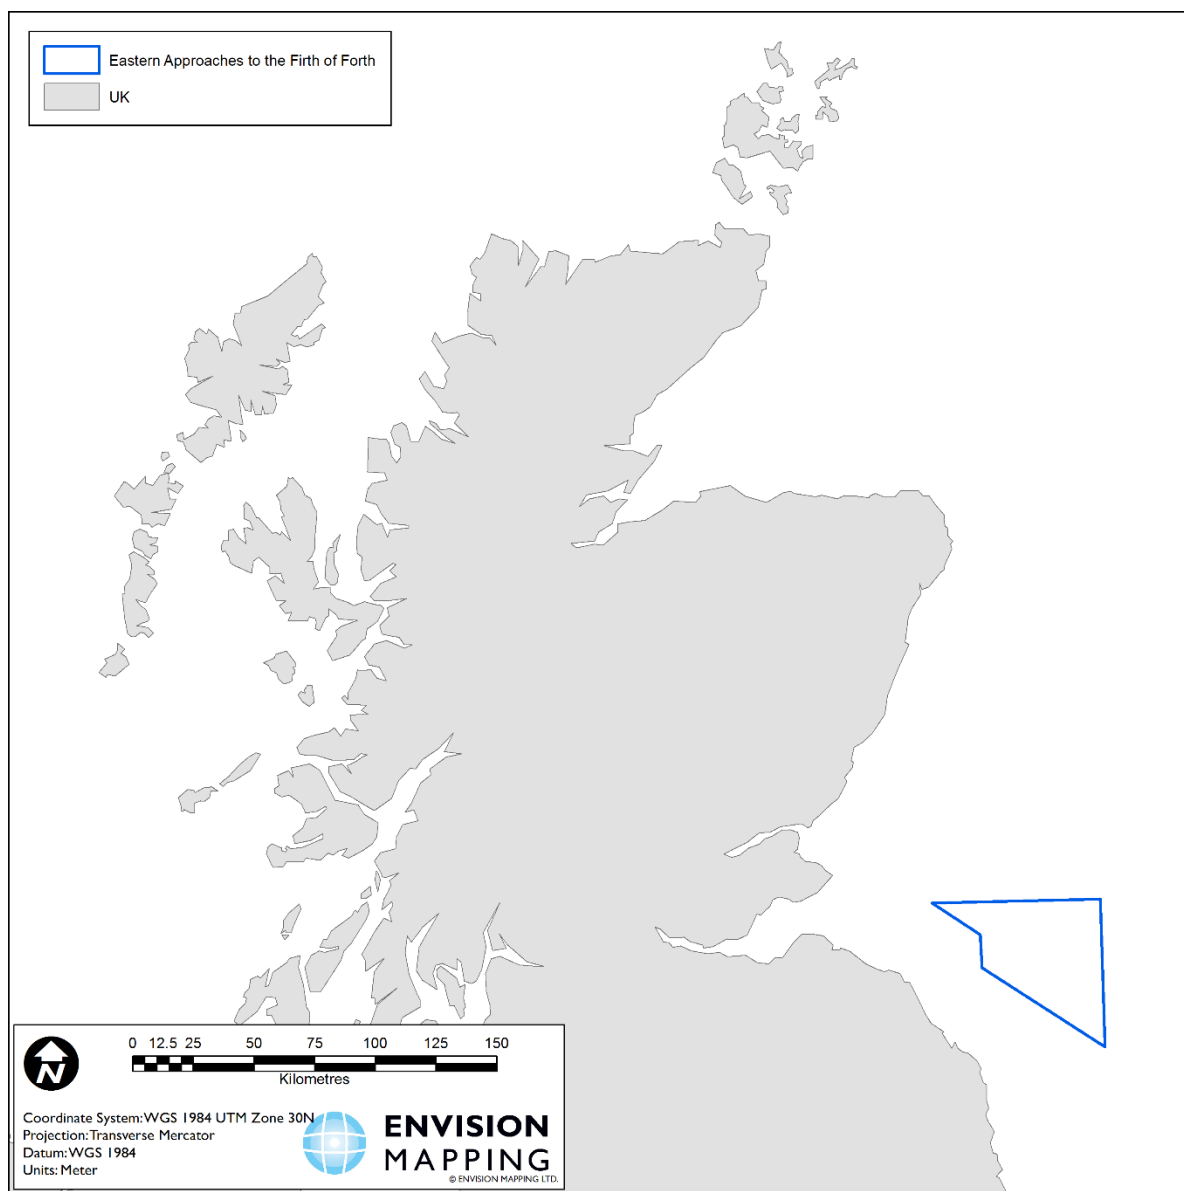 Eastern Approaches to the Firth of Forth
UK
N
0 12.5 25 50 75 100 125 150
Kilometres
Coordinate System:WGS 1984 UTM Zone 30N
Projection:Transverse Mercator
Datum:WGS 1984
Units: Meter
ENVISION
MAPPING
© ENVISION MAPPING LTD.